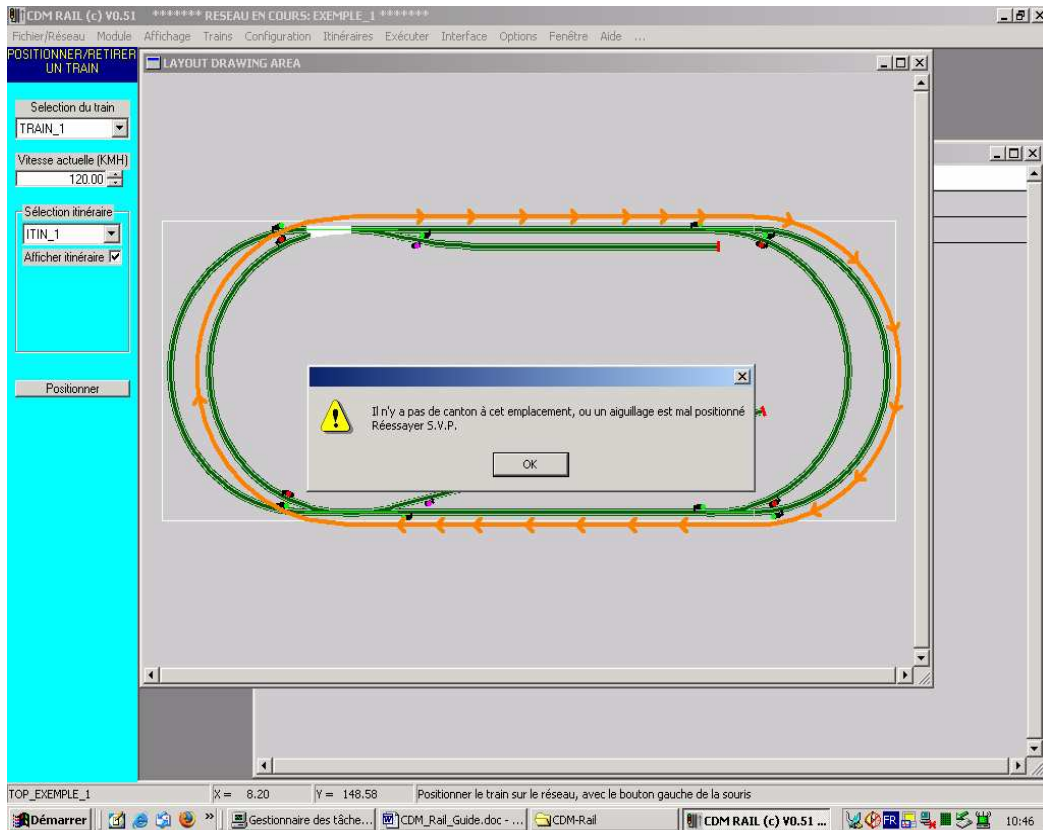 CDM RAIL (c) V0.51 ******* RESEAU EN COURS: EXEMPLE_1 *******
Fichier/Réseau Module Affichage Trains Configuration Itinéraires Exécuter Interface Options Fenêtre Aide ...
POSITIONNER/RETIRER
UN TRAIN
LAYOUT DRAWING AREA
Selection du train
TRAIN_1
Vitesse actuelle (KMH)
120.00
Sélection itinéraire
ITIN_1
Afficher itinéraire
Positionner
Il n'y a pas de canton à cet emplacement, ou un aiguillage est mal positionné
Réessayer S.V.P.
OK
TOP_EXEMPLE_1 X = 8.20 Y = 148.58 Positionner le train sur le réseau, avec le bouton gauche de la souris
Démarrer » Gestionnaire des tâche... CDM_Rail_Guide.doc - ... CDM-Rail CDM RAIL (c) V0.51 ... FR 10:46